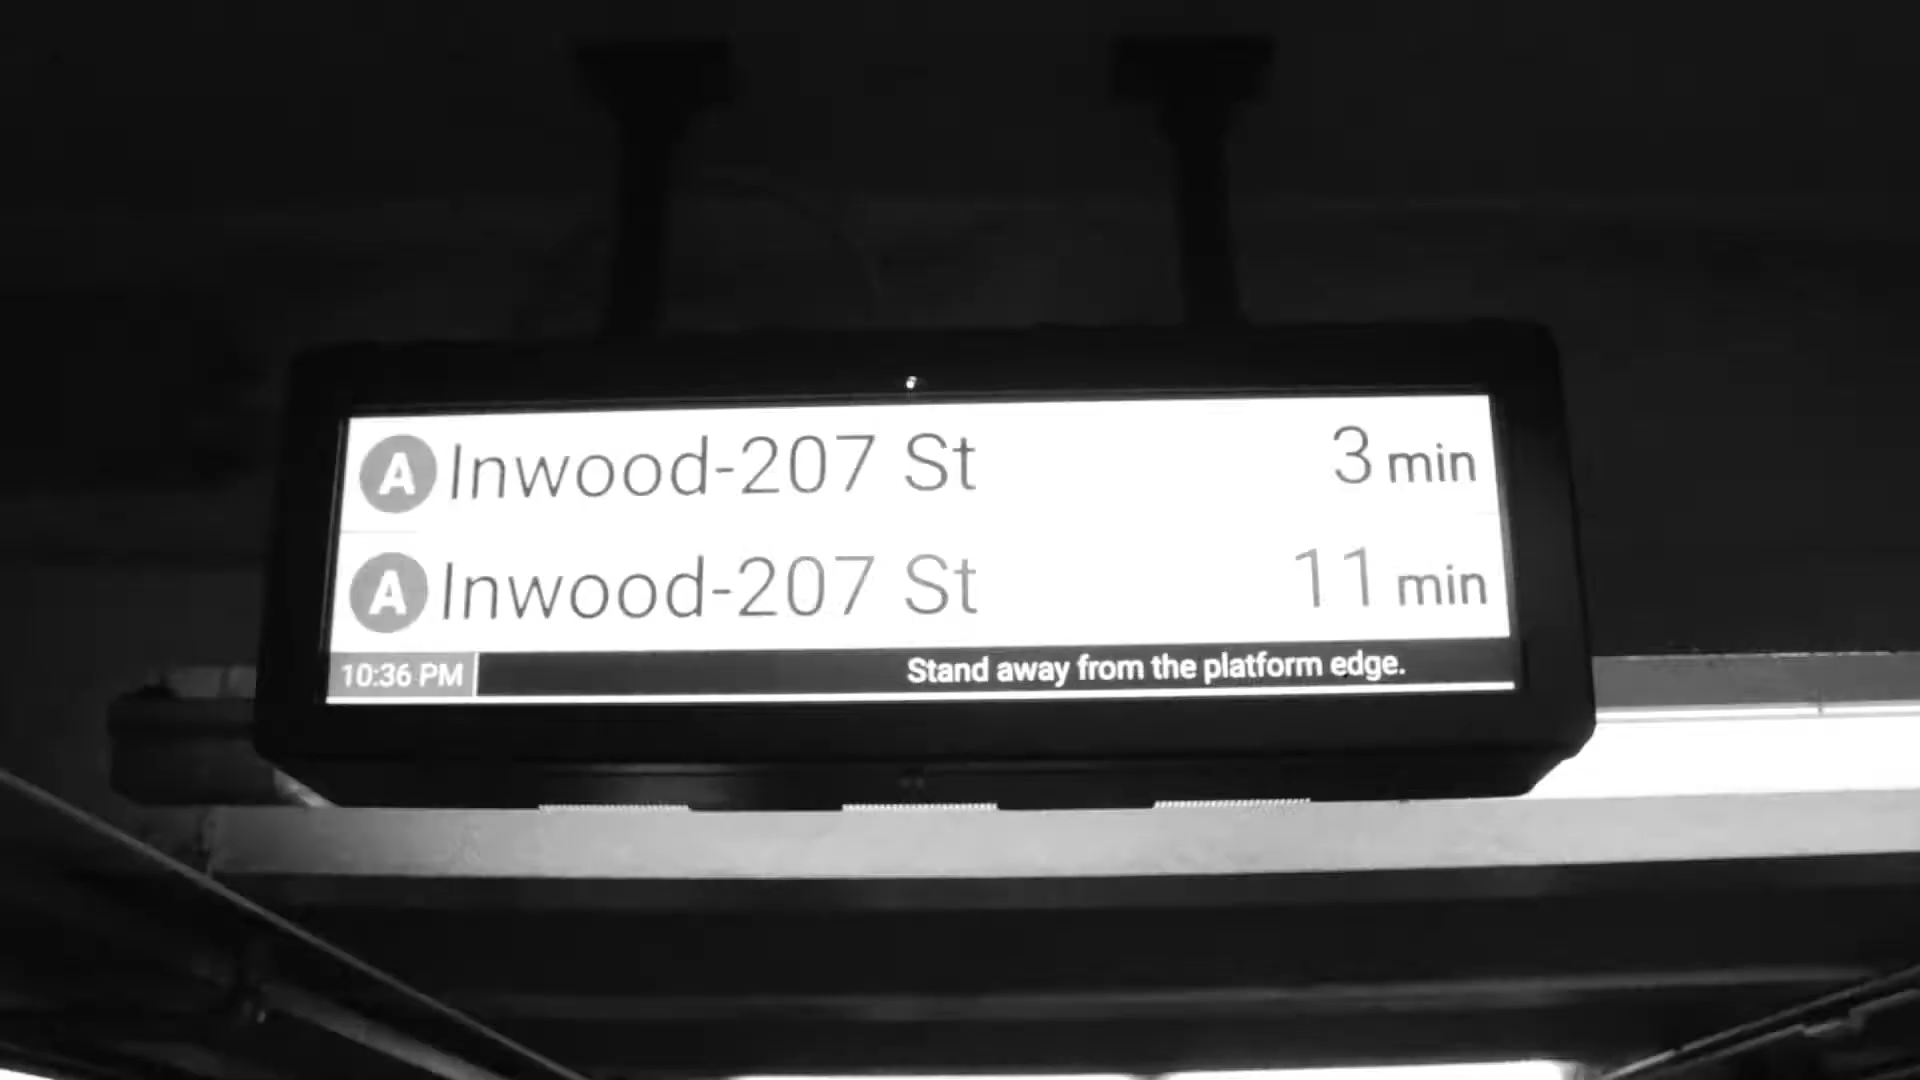 A Inwood-207 St 3 min
A Inwood-207 St 11 min
10:36 PM Stand away from the platform edge.